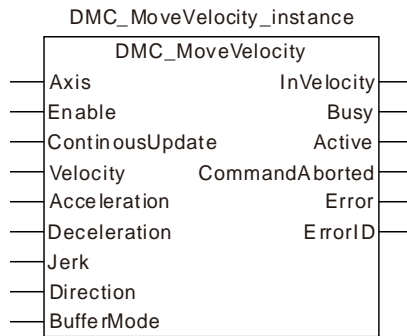 DMC_MoveVelocity_instance
DMC_MoveVelocity
Axis InVelocity
Enable Busy
ContinousUpdate Active
Velocity CommandAborted
Acceleration Error
Deceleration ErrorID
Jerk
Direction
BufferMode